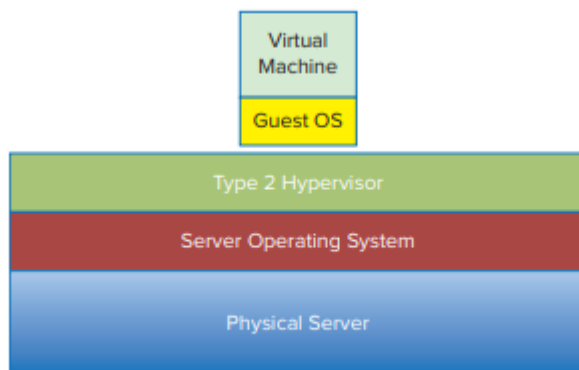 Virtual
Machine
Guest OS
Type 2 Hypervisor
Server Operating System
Physical Server